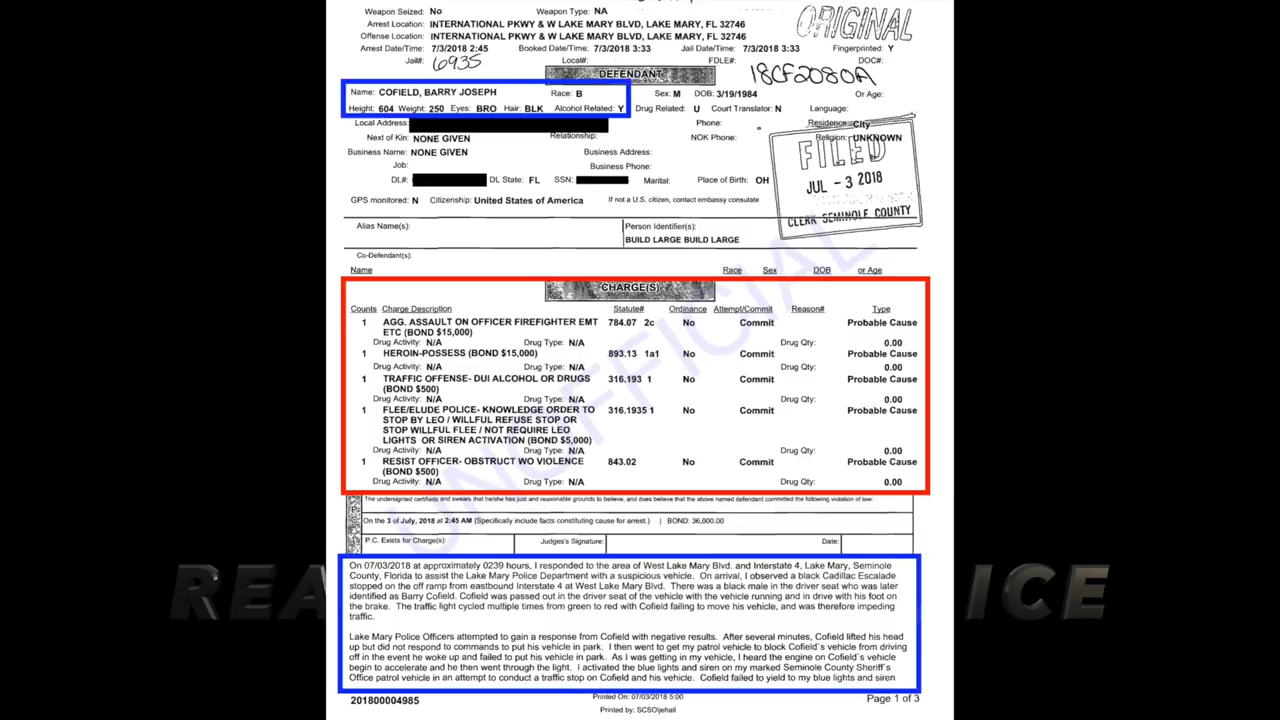 Weapon Seized: No Weapon Type: NA
Arrest Location: INTERNATIONAL PKWY & W LAKE MARY BLVD, LAKE MARY, FL 32746
Offense Location: INTERNATIONAL PKWY & W LAKE MARY BLVD, LAKE MARY, FL 32746
ORIGINAL
Arrest Date/Time: 7/3/2018 2:45 Booked Date/Time: 7/3/2018 3:33 Jail Date/Time: 7/3/2018 3:33 Fingerprinted: Y
Jail#: 6935 Local#: FDLE#: DOC#:
DEFENDANT 18CF2080A
Name: COFIELD, BARRY JOSEPH Race: B Sex: M DOB: 3/19/1984 Or Age:
Height: 604 Weight: 250 Eyes: BRO Hair: BLK Alcohol Related: Y Drug Related: U Court Translator: N Language:
Local Address: Phone: Residence: City
Next of Kin: NONE GIVEN Relationship: NOK Phone: Religion: UNKNOWN
Business Name: NONE GIVEN Business Address:
Job: Business Phone:
FILED
JUL - 3 2018
CLERK SEMINOLE COUNTY
DL#: DL State: FL SSN: Marital: Place of Birth: OH
GPS monitored: N Citizenship: United States of America If not a U.S. citizen, contact embassy consulate
Alias Name(s): Person Identifier(s):
BUILD LARGE BUILD LARGE
Co-Defendant(s):
Name Race Sex DOB or Age
CHARGE(S)
Counts Charge Description Statute# Ordinance Attempt/Commit Reason# Type
1 AGG. ASSAULT ON OFFICER FIREFIGHTER EMT 784.07 2c No Commit Probable Cause
ETC (BOND $15,000)
Drug Activity: N/A Drug Type: N/A Drug Qty: 0.00
1 HEROIN-POSSESS (BOND $15,000) 893.13 1a1 No Commit Probable Cause
Drug Activity: N/A Drug Type: N/A Drug Qty: 0.00
1 TRAFFIC OFFENSE- DUI ALCOHOL OR DRUGS 316.193 1 No Commit Probable Cause
(BOND $500)
Drug Activity: N/A Drug Type: N/A Drug Qty: 0.00
1 FLEE/ELUDE POLICE- KNOWLEDGE ORDER TO 316.1935 1 No Commit Probable Cause
STOP BY LEO / WILLFUL REFUSE STOP OR
STOP WILLFUL FLEE / NOT REQUIRE LEO
LIGHTS OR SIREN ACTIVATION (BOND $5,000)
Drug Activity: N/A Drug Type: N/A Drug Qty: 0.00
1 RESIST OFFICER- OBSTRUCT WO VIOLENCE 843.02 No Commit Probable Cause
(BOND $500)
Drug Activity: N/A Drug Type: N/A Drug Qty: 0.00
UNOFFICIAL
The undersigned certifies and swears that he/she has just and reasonable grounds to believe, and does believe that the above named defendant committed the following violation of law:
On the 3 of July, 2018 at 2:45 AM (Specifically include facts constituting cause for arrest.) | BOND: 36,000.00
P.C. Exists for Charge(s): Judges's Signature: Date:
On 07/03/2018 at approximately 0239 hours, I responded to the area of West Lake Mary Blvd. and Interstate 4, Lake Mary, Seminole
County, Florida to assist the Lake Mary Police Department with a suspicious vehicle. On arrival, I observed a black Cadillac Escalade
stopped on the off ramp from eastbound Interstate 4 at West Lake Mary Blvd. There was a black male in the driver seat who was later
identified as Barry Cofield. Cofield was passed out in the driver seat of the vehicle with the vehicle running and in drive with his foot on
the brake. The traffic light cycled multiple times from green to red with Cofield failing to move his vehicle, and was therefore impeding
traffic.
Lake Mary Police Officers attempted to gain a response from Cofield with negative results. After several minutes, Cofield lifted his head
up but did not respond to commands to put his vehicle in park. I then went to get my patrol vehicle to block Cofield`s vehicle from driving
off in the event he woke up and failed to put his vehicle in park. As I was getting in my vehicle, I heard the engine on Cofield`s vehicle
begin to accelerate and he then went through the light. I activated the blue lights and siren on my marked Seminole County Sheriff`s
Office patrol vehicle in an attempt to conduct a traffic stop on Cofield and his vehicle. Cofield failed to yield to my blue lights and siren
201800004985 Printed On: 07/03/2018 5:00 Page 1 of 3
Printed by: SCSO\jehall